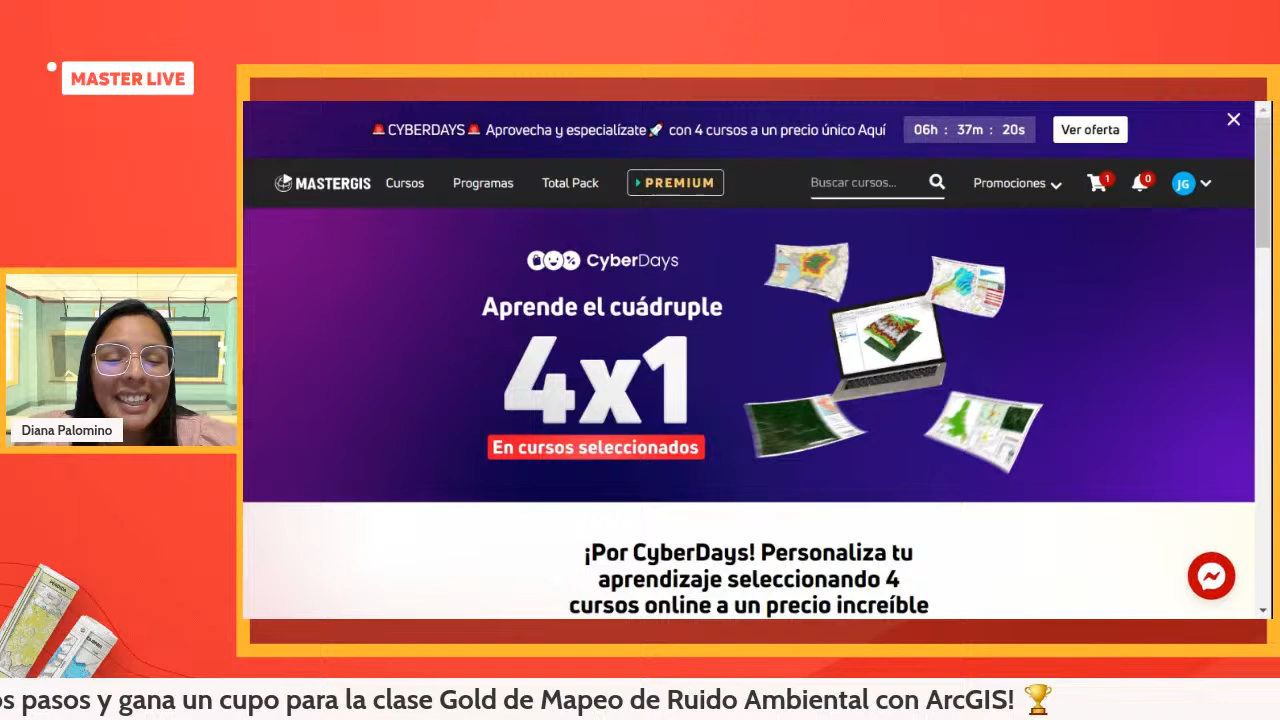 MASTER LIVE
🚨CYBERDAYS🚨 Aprovecha y especialízate🚀 con 4 cursos a un precio único Aquí
06h : 37m : 20s
Ver oferta
MASTERGIS
Cursos
Programas
Total Pack
PREMIUM
Buscar cursos...
Promociones
1
0
JG
CyberDays
Aprende el cuádruple
4x1
En cursos seleccionados
¡Por CyberDays! Personaliza tu
aprendizaje seleccionando 4
cursos online a un precio increíble
Diana Palomino
os pasos y gana un cupo para la clase Gold de Mapeo de Ruido Ambiental con ArcGIS! 🏆